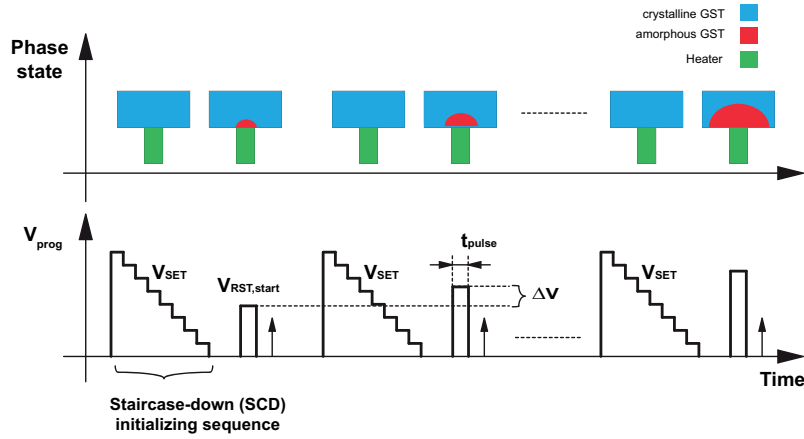 crystalline GST
amorphous GST
Heater
Phase
state
V_prog
V_SET
V_RST,start
V_SET
t_pulse
ΔV
V_SET
Time
Staircase-down (SCD)
initializing sequence